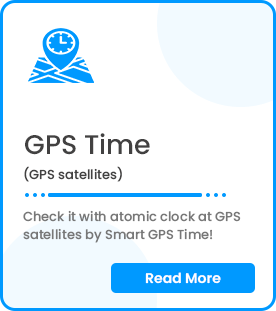 GPS Time
(GPS satellites)
Check it with atomic clock at GPS
satellites by Smart GPS Time!
Read More